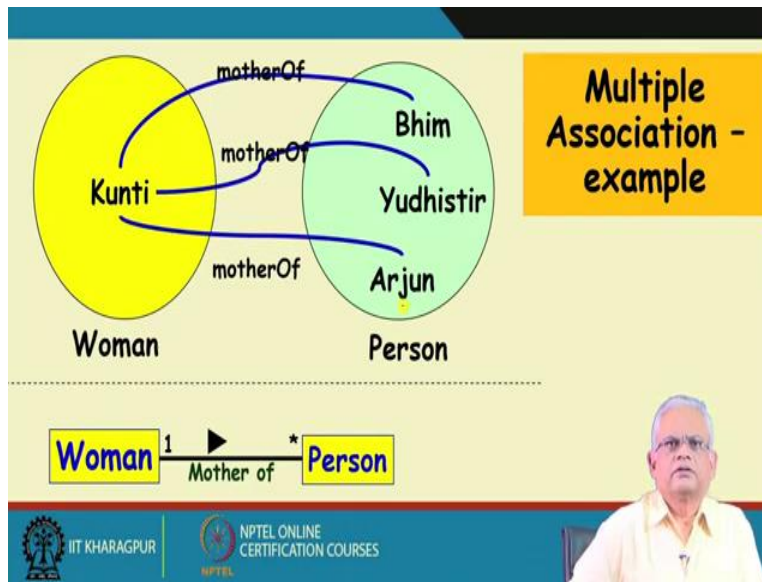 motherOf
Bhim
motherOf
Kunti
Yudhistir
motherOf
Arjun
Woman
Person
Multiple
Association -
example
Woman 1 * Person
Mother of
IIT KHARAGPUR
NPTEL
NPTEL ONLINE
CERTIFICATION COURSES